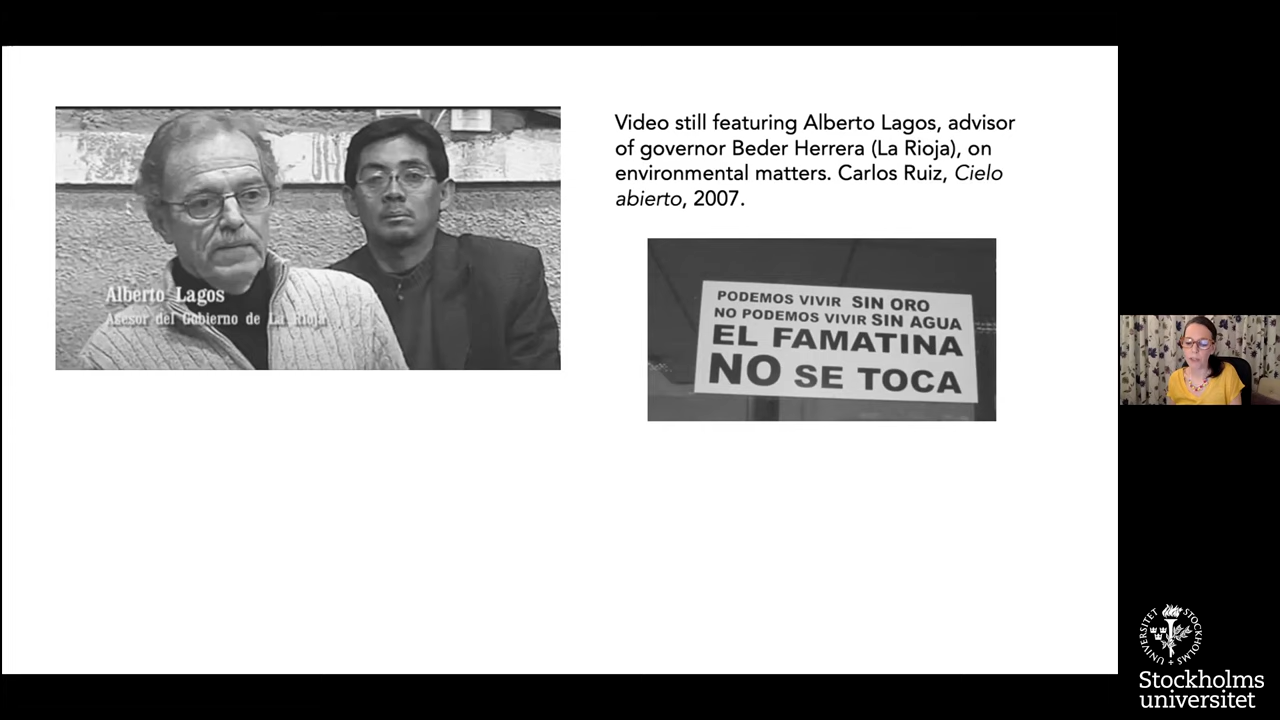 Video still featuring Alberto Lagos, advisor
of governor Beder Herrera (La Rioja), on
environmental matters. Carlos Ruiz, Cielo
abierto, 2007.
Alberto Lagos
Asesor del Gobierno de La Rioja
PODEMOS VIVIR SIN ORO
NO PODEMOS VIVIR SIN AGUA
EL FAMATINA
NO SE TOCA
STOCKHOLMS UNIVERSITET
Stockholms
universitet